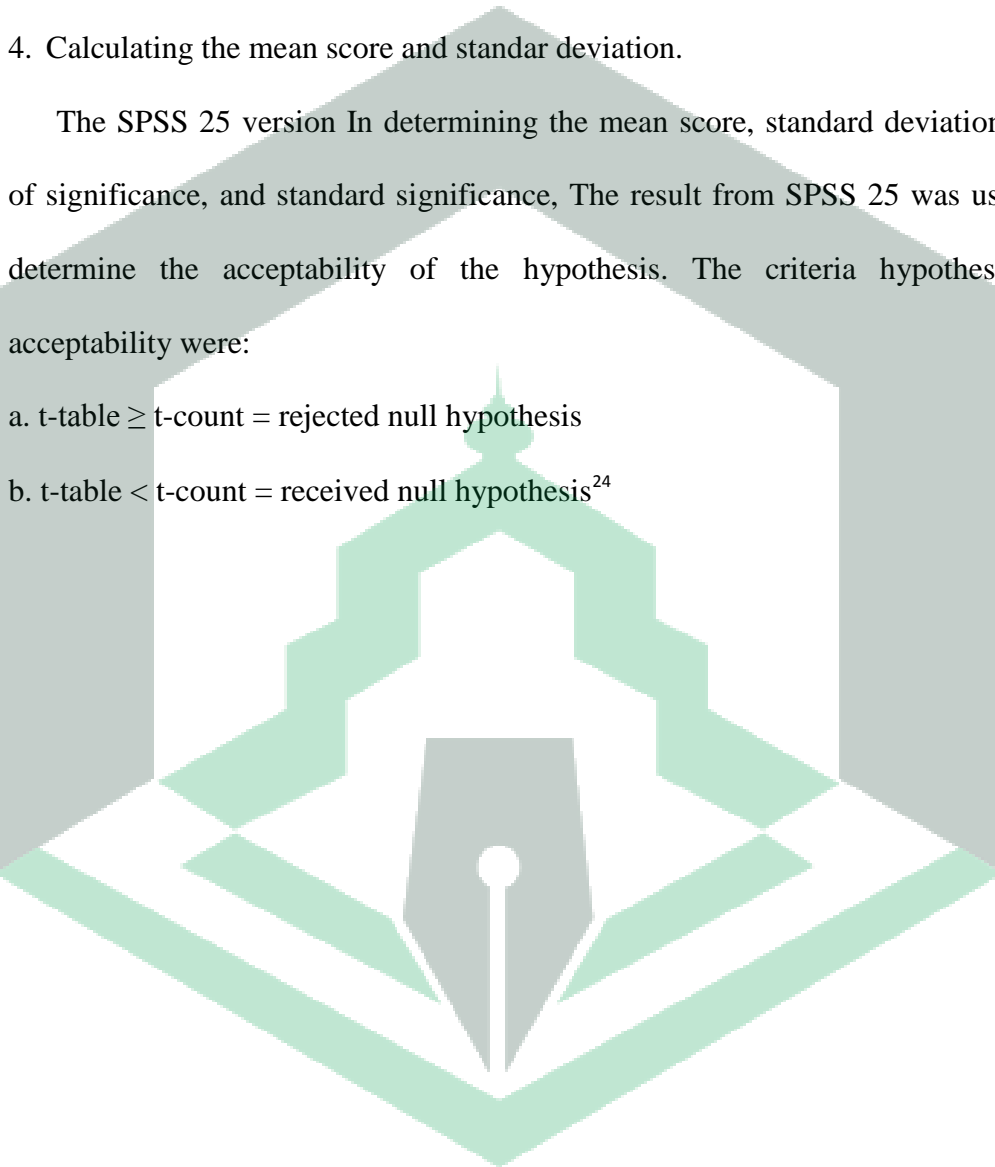 4. Calculating the mean score and standar deviation.
The SPSS 25 version In determining the mean score, standard deviation
of significance, and standard significance, The result from SPSS 25 was us
determine the acceptability of the hypothesis. The criteria hypothes
acceptability were:
a. t-table ≥ t-count = rejected null hypothesis
b. t-table < t-count = received null hypothesis²⁴